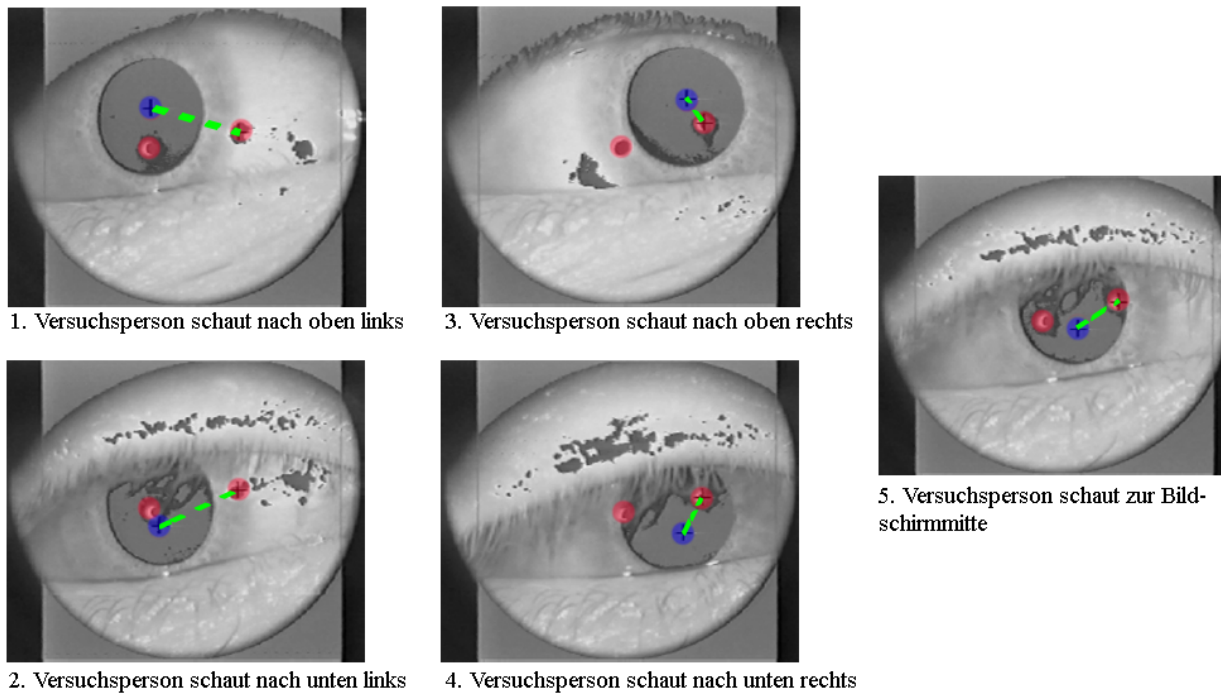 1. Versuchsperson schaut nach oben links
3. Versuchsperson schaut nach oben rechts
2. Versuchsperson schaut nach unten links
4. Versuchsperson schaut nach unten rechts
5. Versuchsperson schaut zur Bild-
schirmmitte